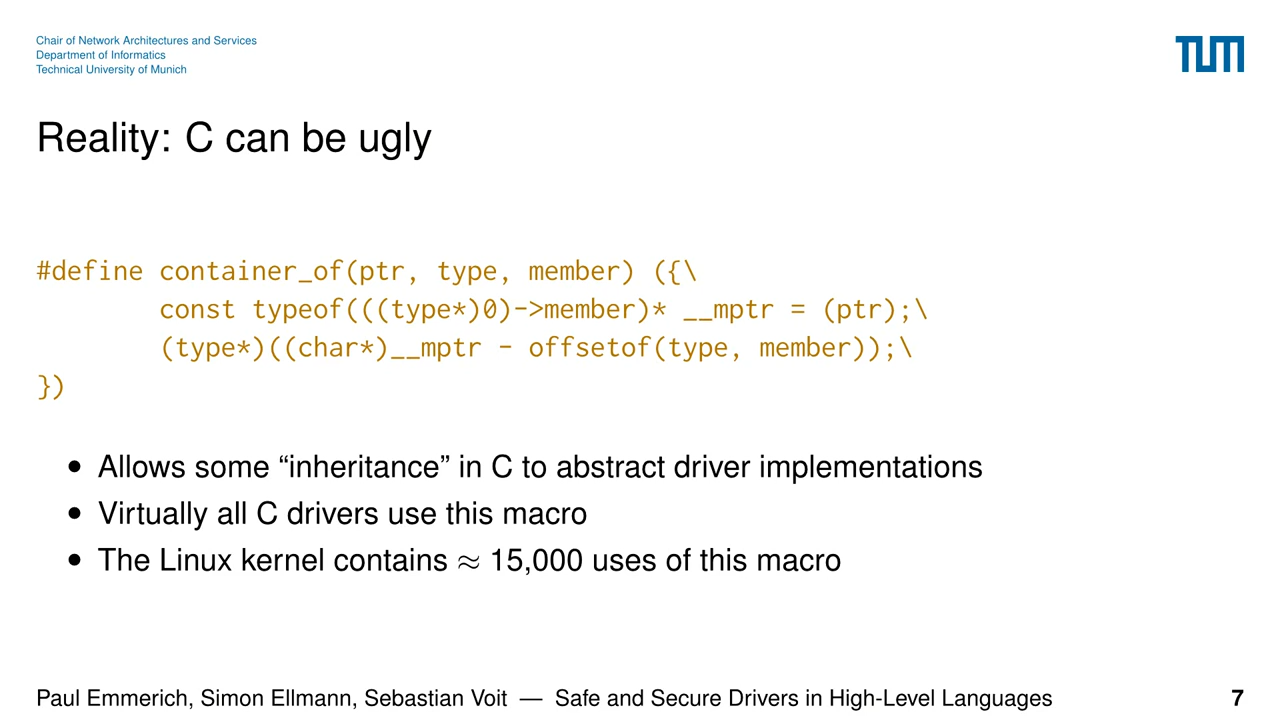 Chair of Network Architectures and Services
Department of Informatics
Technical University of Munich
TUM
Reality: C can be ugly
#define container_of(ptr, type, member) ({\
        const typeof(((type*)0)->member)* __mptr = (ptr);\
        (type*)((char*)__mptr - offsetof(type, member));\
})
• Allows some “inheritance” in C to abstract driver implementations
• Virtually all C drivers use this macro
• The Linux kernel contains ≈ 15,000 uses of this macro
Paul Emmerich, Simon Ellmann, Sebastian Voit — Safe and Secure Drivers in High-Level Languages 7